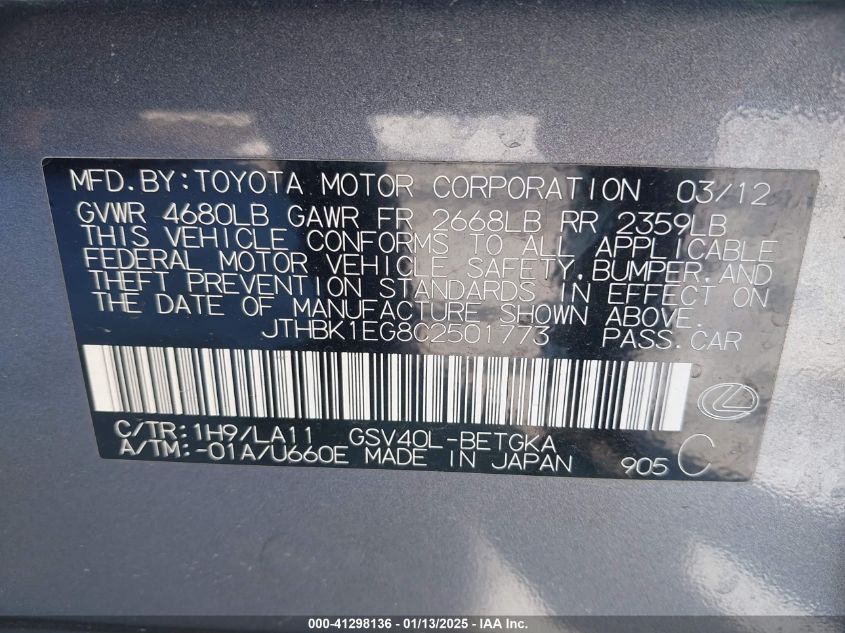 MFD.BY:TOYOTA MOTOR CORPORATION 03/12
GVWR 4680LB GAWR FR 2668LB RR 2359LB
THIS VEHICLE CONFORMS TO ALL APPLICABLE
FEDERAL MOTOR VEHICLE SAFETY,BUMPER,AND
THEFT PREVENTION STANDARDS IN EFFECT ON
THE DATE OF MANUFACTURE SHOWN ABOVE.
JTHBK1EG8C2501773 PASS.CAR
C/TR:1H9/LA11 GSV40L-BETGKA
A/TM:-01A/U660E MADE IN JAPAN 905 C
000-41298136 - 01/13/2025 - IAA Inc.